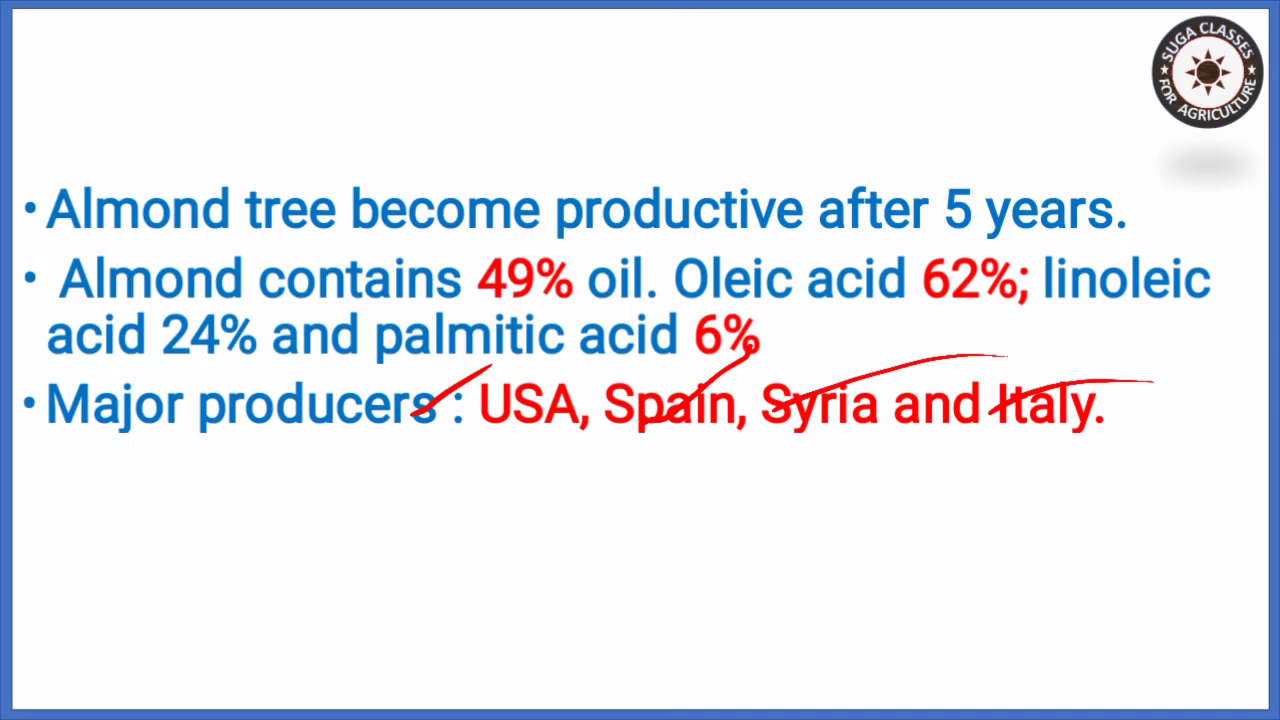 SUGA CLASSES
FOR AGRICULTURE
• Almond tree become productive after 5 years.
• Almond contains 49% oil. Oleic acid 62%; linoleic
acid 24% and palmitic acid 6%
• Major producers : USA, Spain, Syria and Italy.